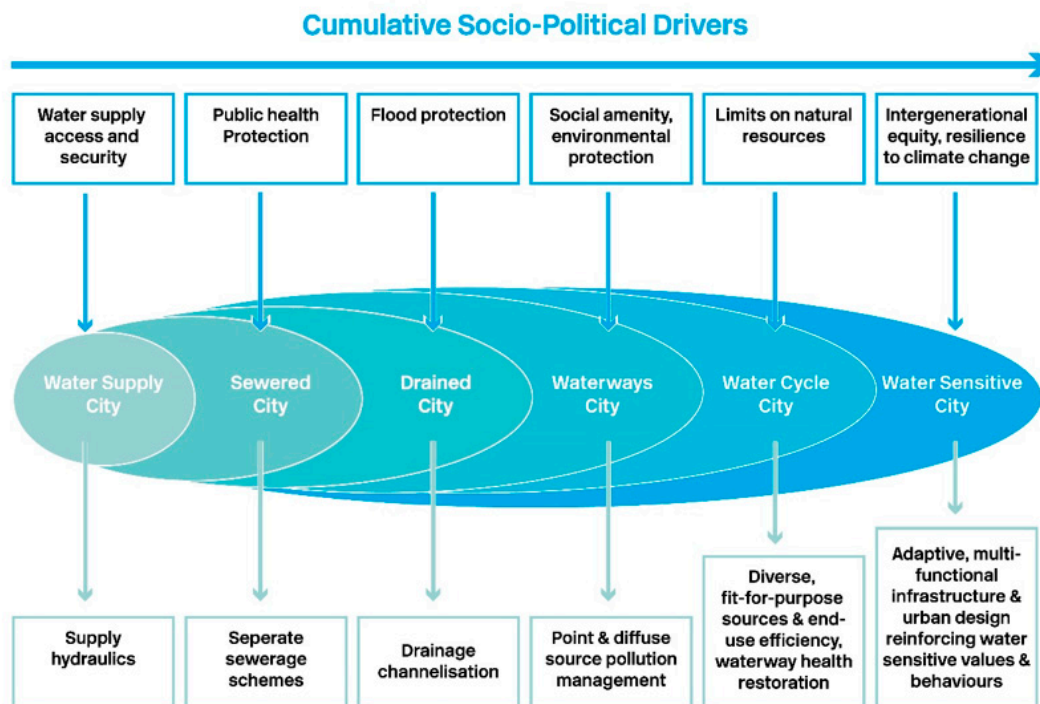 Cumulative Socio-Political Drivers
Water supply
access and
security
Public health
Protection
Flood protection
Social amenity,
environmental
protection
Limits on natural
resources
Intergenerational
equity, resilience
to climate change
Water Supply
City
Sewered
City
Drained
City
Waterways
City
Water Cycle
City
Water Sensitive
City
Supply
hydraulics
Seperate
sewerage
schemes
Drainage
channelisation
Point & diffuse
source pollution
management
Diverse,
fit-for-purpose
sources & end-
use efficiency,
waterway health
restoration
Adaptive, multi-
functional
infrastructure &
urban design
reinforcing water
sensitive values &
behaviours